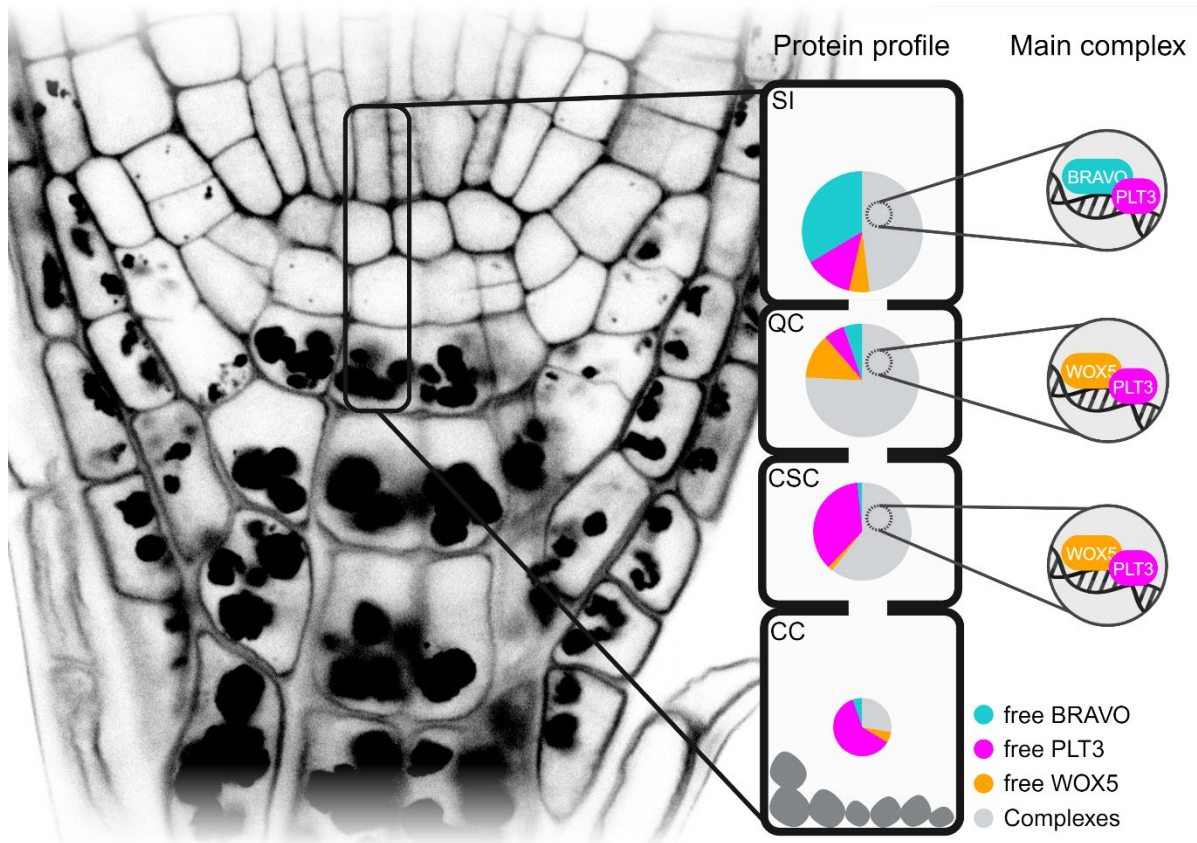 Protein profile
Main complex
SI
BRAVO
PLT3
QC
WOX5
PLT3
CSC
WOX5
PLT3
CC
free BRAVO
free PLT3
free WOX5
Complexes